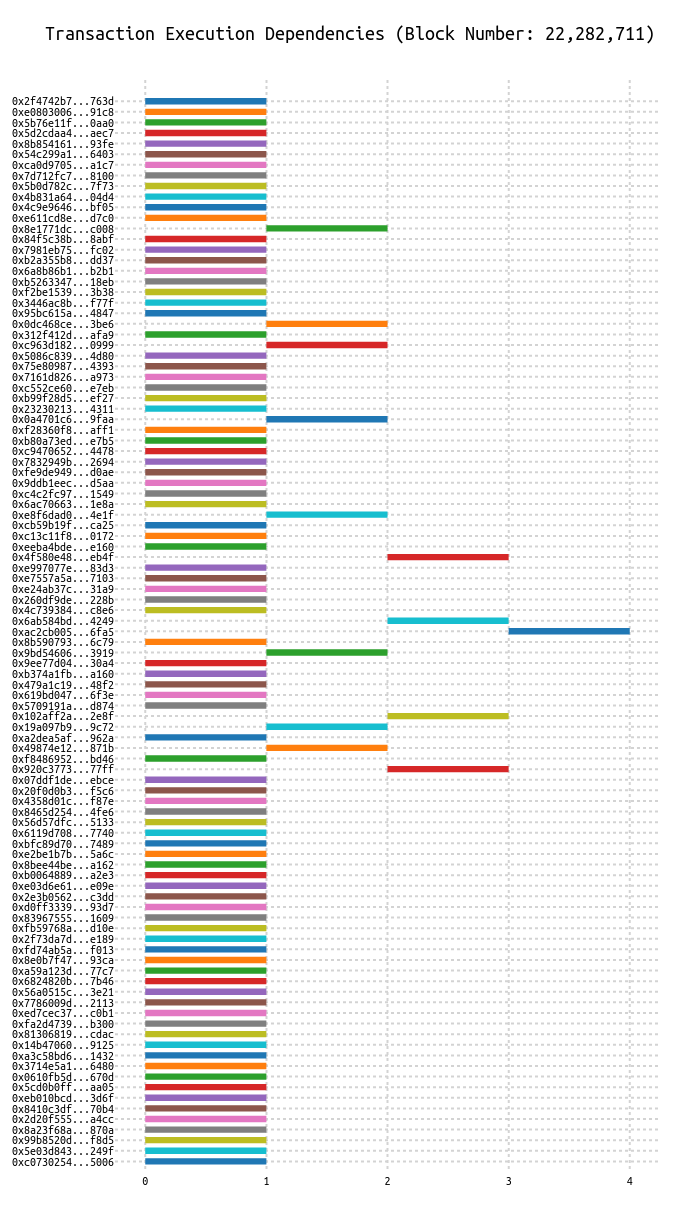 Transaction Execution Dependencies (Block Number: 22,282,711)
0x2f4742b7...763d
0xe0803006...91c8
0x5b76e11f...0aa0
0x5d2cdaa4...aec7
0x8b854161...93fe
0x54c299a1...6403
0xca0d9705...a1c7
0x7d712fc7...8100
0x5b0d782c...7f73
0x4b831a64...04d4
0x4c9e9646...bf05
0xe611cd8e...d7c0
0x8e1771dc...c008
0x84f5c38b...8abf
0x7981eb75...fc02
0xb2a355b8...dd37
0x6a8b86b1...b2b1
0xb5263347...18eb
0xf2be1539...3b38
0x3446ac8b...f77f
0x95bc615a...4847
0x0dc468ce...3be6
0x312f412d...afa9
0xc963d182...0999
0x5086c839...4d80
0x75e80987...4393
0x7161d826...a973
0xc552ce60...e7eb
0xb99f28d5...ef27
0x23230213...4311
0x0a4701c6...9faa
0xf28360f8...aff1
0xb80a73ed...e7b5
0xc9470652...4478
0x7832949b...2694
0xfe9de949...d0ae
0x9ddb1eec...d5aa
0xc4c2fc97...1549
0x6ac70663...1e8a
0xe8f6dad0...4e1f
0xcb59b19f...ca25
0xc13c11f8...0172
0xeeba4bde...e160
0x4f580e48...eb4f
0xe997077e...83d3
0xe7557a5a...7103
0xe24ab37c...31a9
0x260df9de...228b
0x4c739384...c8e6
0x6ab584bd...4249
0xac2cb005...6fa5
0x8b590793...6c79
0x9bd54606...3919
0x9ee77d04...30a4
0xb374a1fb...a160
0x479a1c19...48f2
0x619bd047...6f3e
0x5709191a...d874
0x102aff2a...2e8f
0x19a097b9...9c72
0xa2dea5af...962a
0x49874e12...871b
0xf8486952...bd46
0x920c3773...77ff
0x07ddf1de...ebce
0x20f0d0b3...f5c6
0x4358d01c...f87e
0x8465d254...4fe6
0x56d57dfc...5133
0x6119d708...7740
0xbfc89d70...7489
0xe2be1b7b...5a6c
0x8bee44be...a162
0xb0064889...a2e3
0xe03d6e61...e09e
0x2e3b0562...c3dd
0xd0ff3339...93d7
0x83967555...1609
0xfb59768a...d10e
0x2f73da7d...e189
0xfd74ab5a...f013
0x8e0b7f47...93ca
0xa59a123d...77c7
0x6824820b...7b46
0x56a0515c...3e21
0x7786009d...2113
0xed7cec37...c0b1
0xfa2d4739...b300
0x81306819...cdac
0x14b47060...9125
0xa3c58bd6...1432
0x3714e5a1...6480
0x0610fb5d...670d
0x5cd0b0ff...aa05
0xeb010bcd...3d6f
0x8410c3df...70b4
0x2d20f555...a4cc
0x8a23f68a...870a
0x99b8520d...f8d5
0x5e03d843...249f
0xc0730254...5006
0 1 2 3 4